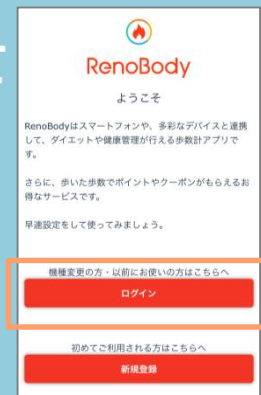 RenoBody
ようこそ
RenoBodyはスマートフォンや、多彩なデバイスと連携
して、ダイエットや健康管理が行える歩数計アプリで
す。
さらに、歩いた歩数でポイントやクーポンがもらえるお
得なサービスです。
早速設定をして使ってみましょう。
機種変更の方・以前にお使いの方はこちらへ
ログイン
初めてご利用される方はこちらへ
新規登録